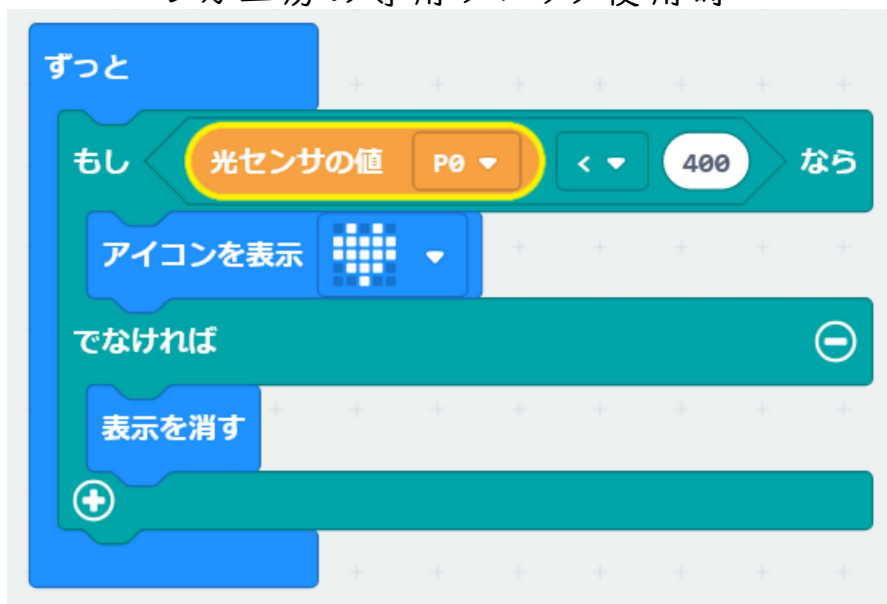 ずっと
もし 光センサの値 P0 < 400 なら
アイコンを表示
でなければ
表示を消す